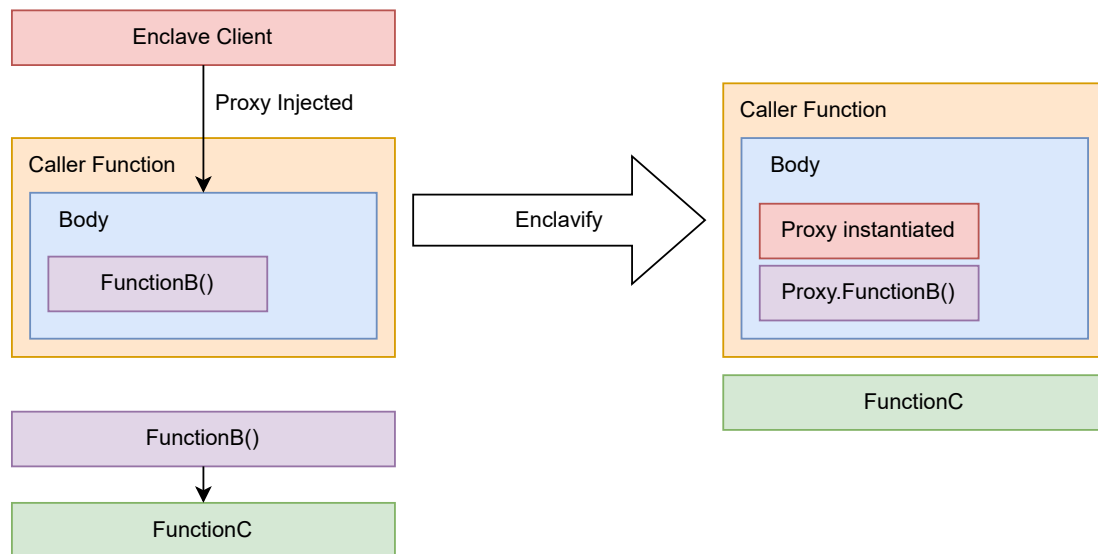 Enclave Client
Proxy Injected
Caller Function
Body
FunctionB()
FunctionB()
FunctionC
Enclavify
Caller Function
Body
Proxy instantiated
Proxy.FunctionB()
FunctionC